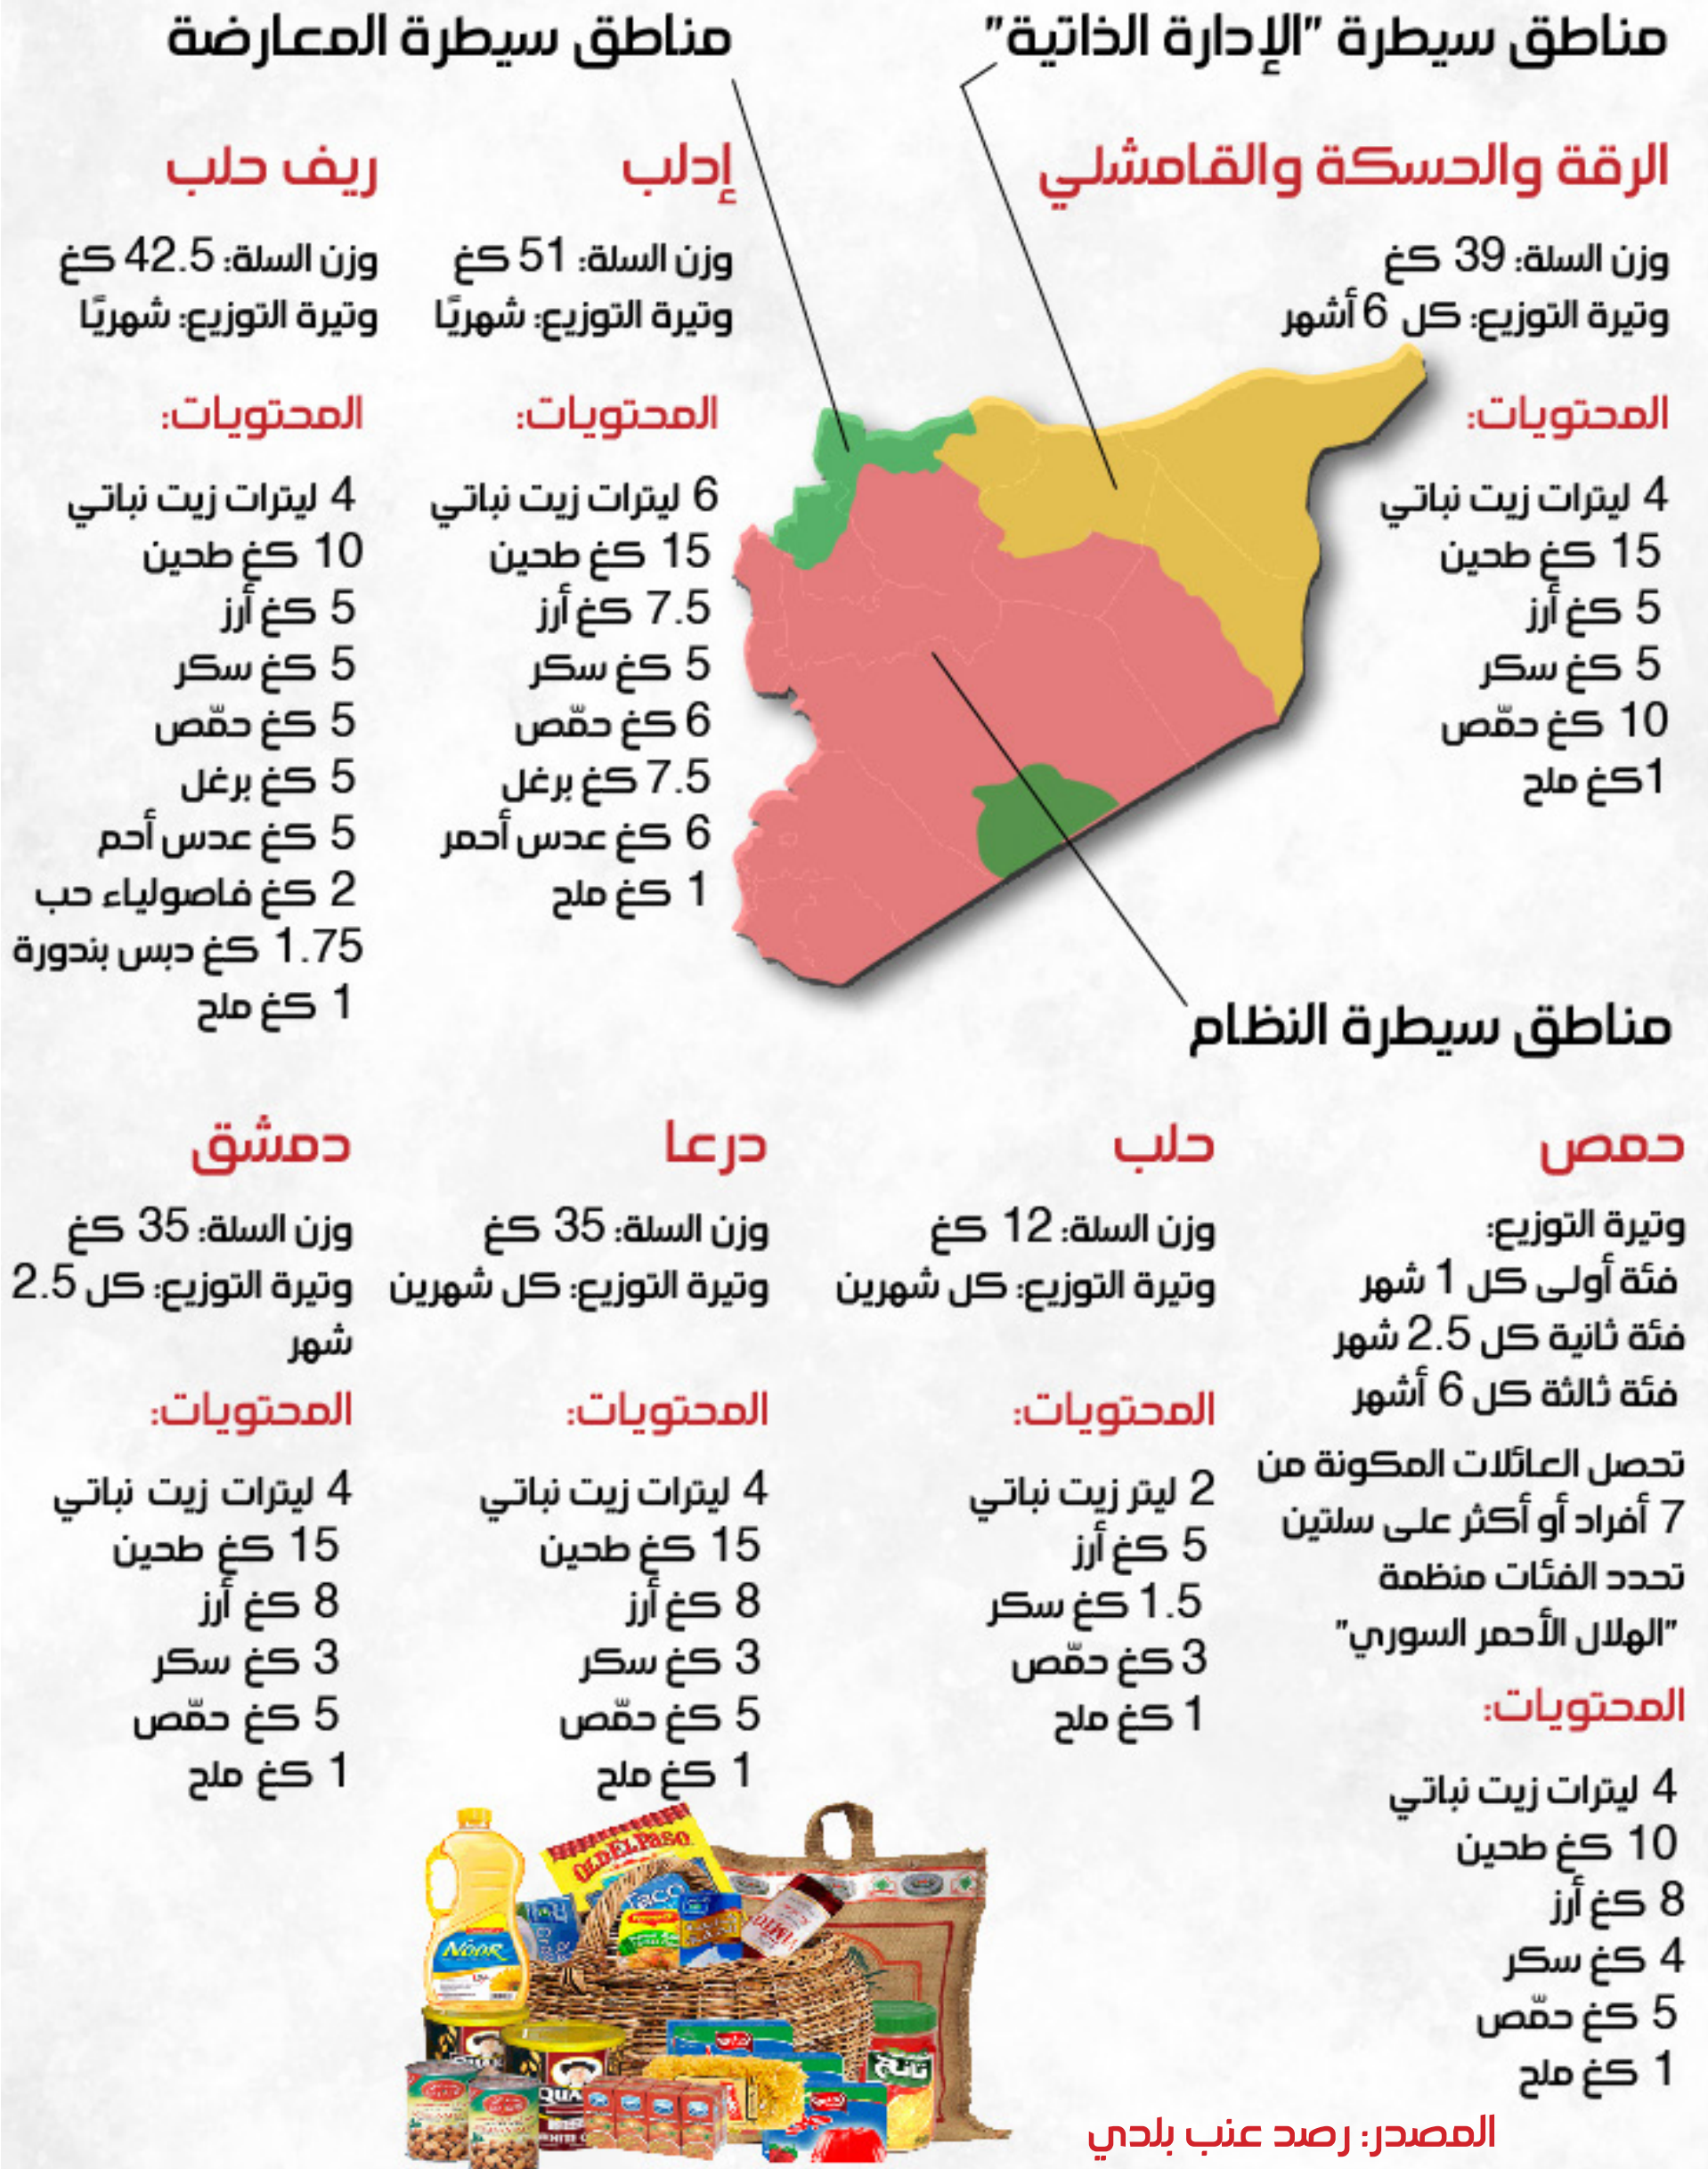 مناطق سيطرة "الإدارة الذاتية"
الرقة والحسكة والقامشلي
وزن السلة: 39 كغ
وتيرة التوزيع: كل 6 أشهر
المحتويات:
4 ليترات زيت نباتي
15 كغ طحين
5 كغ أرز
5 كغ سكر
10 كغ حمّص
1كغ ملح
مناطق سيطرة المعارضة
إدلب
وزن السلة: 51 كغ
وتيرة التوزيع: شهريًا
المحتويات:
6 ليترات زيت نباتي
15 كغ طحين
7.5 كغ أرز
5 كغ سكر
6 كغ حمّص
7.5 كغ برغل
6 كغ عدس أحمر
1 كغ ملح
ريف حلب
وزن السلة: 42.5 كغ
وتيرة التوزيع: شهريًا
المحتويات:
4 ليترات زيت نباتي
10 كغ طحين
5 كغ أرز
5 كغ سكر
5 كغ حمّص
5 كغ برغل
5 كغ عدس أحم
2 كغ فاصولياء حب
1.75 كغ دبس بندورة
1 كغ ملح
مناطق سيطرة النظام
حمص
وتيرة التوزيع:
فئة أولى كل 1 شهر
فئة ثانية كل 2.5 شهر
فئة ثالثة كل 6 أشهر
تحصل العائلات المكونة من
7 أفراد أو أكثر على سلتين
تحدد الفئات منظمة
"الهلال الأحمر السوري"
المحتويات:
4 ليترات زيت نباتي
10 كغ طحين
8 كغ أرز
4 كغ سكر
5 كغ حمّص
1 كغ ملح
حلب
وزن السلة: 12 كغ
وتيرة التوزيع: كل شهرين
المحتويات:
2 ليتر زيت نباتي
5 كغ أرز
1.5 كغ سكر
3 كغ حمّص
1 كغ ملح
درعا
وزن السلة: 35 كغ
وتيرة التوزيع: كل شهرين
المحتويات:
4 ليترات زيت نباتي
15 كغ طحين
8 كغ أرز
3 كغ سكر
5 كغ حمّص
1 كغ ملح
دمشق
وزن السلة: 35 كغ
وتيرة التوزيع: كل 2.5
شهر
المحتويات:
4 ليترات زيت نباتي
15 كغ طحين
8 كغ أرز
3 كغ سكر
5 كغ حمّص
1 كغ ملح
OLD EL PASO
TACO
NOOR
VIMTO
تانج
المصدر: رصد عنب بلدي